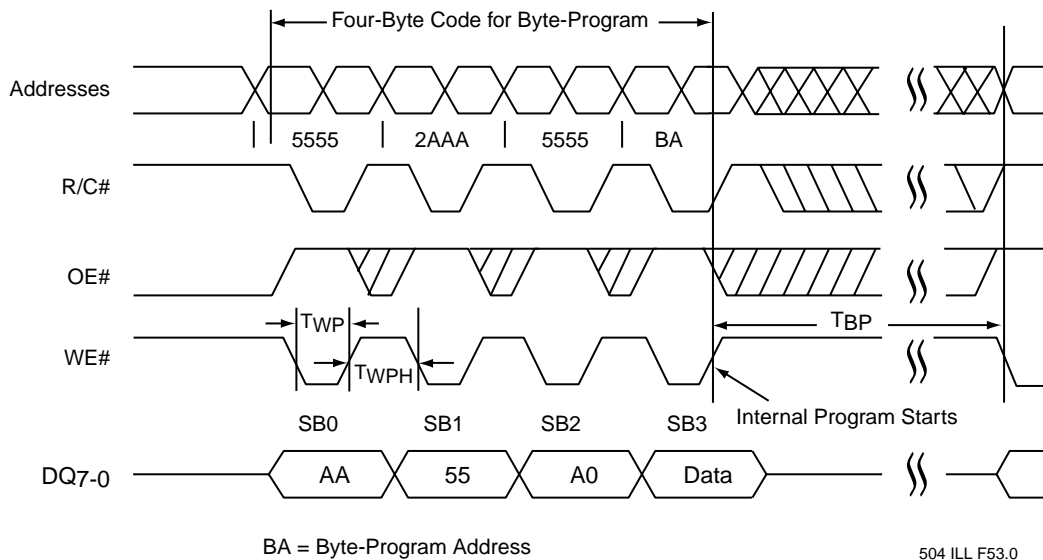 Four-Byte Code for Byte-Program
Addresses
5555 2AAA 5555 BA
R/C#
OE#
TWP
TBP
WE#
TWPH
Internal Program Starts
SB0 SB1 SB2 SB3
DQ7-0 AA 55 A0 Data
BA = Byte-Program Address
504 ILL F53.0